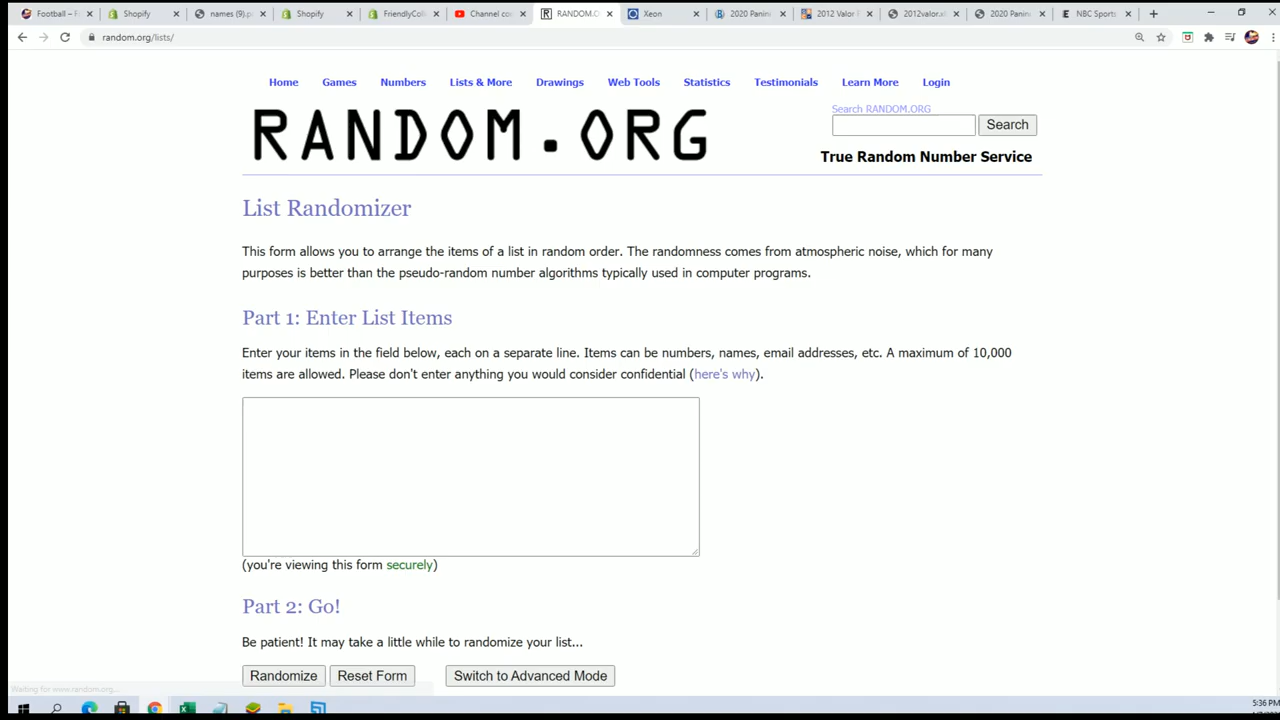 Football – F
Shopify
names (9).p
Shopify
FriendlyColl
Channel co
RANDOM.O
Xeon
2020 Panin
2012 Valor
2012valor.x
2020 Panin
NBC Sports
random.org/lists/
Home Games Numbers Lists & More Drawings Web Tools Statistics Testimonials Learn More Login
RANDOM.ORG
Search RANDOM.ORG
Search
True Random Number Service
List Randomizer
This form allows you to arrange the items of a list in random order. The randomness comes from atmospheric noise, which for many
purposes is better than the pseudo-random number algorithms typically used in computer programs.
Part 1: Enter List Items
Enter your items in the field below, each on a separate line. Items can be numbers, names, email addresses, etc. A maximum of 10,000
items are allowed. Please don't enter anything you would consider confidential (here's why).
(you're viewing this form securely)
Part 2: Go!
Be patient! It may take a little while to randomize your list...
Randomize Reset Form Switch to Advanced Mode
Waiting for www.random.org...
5:36 PM